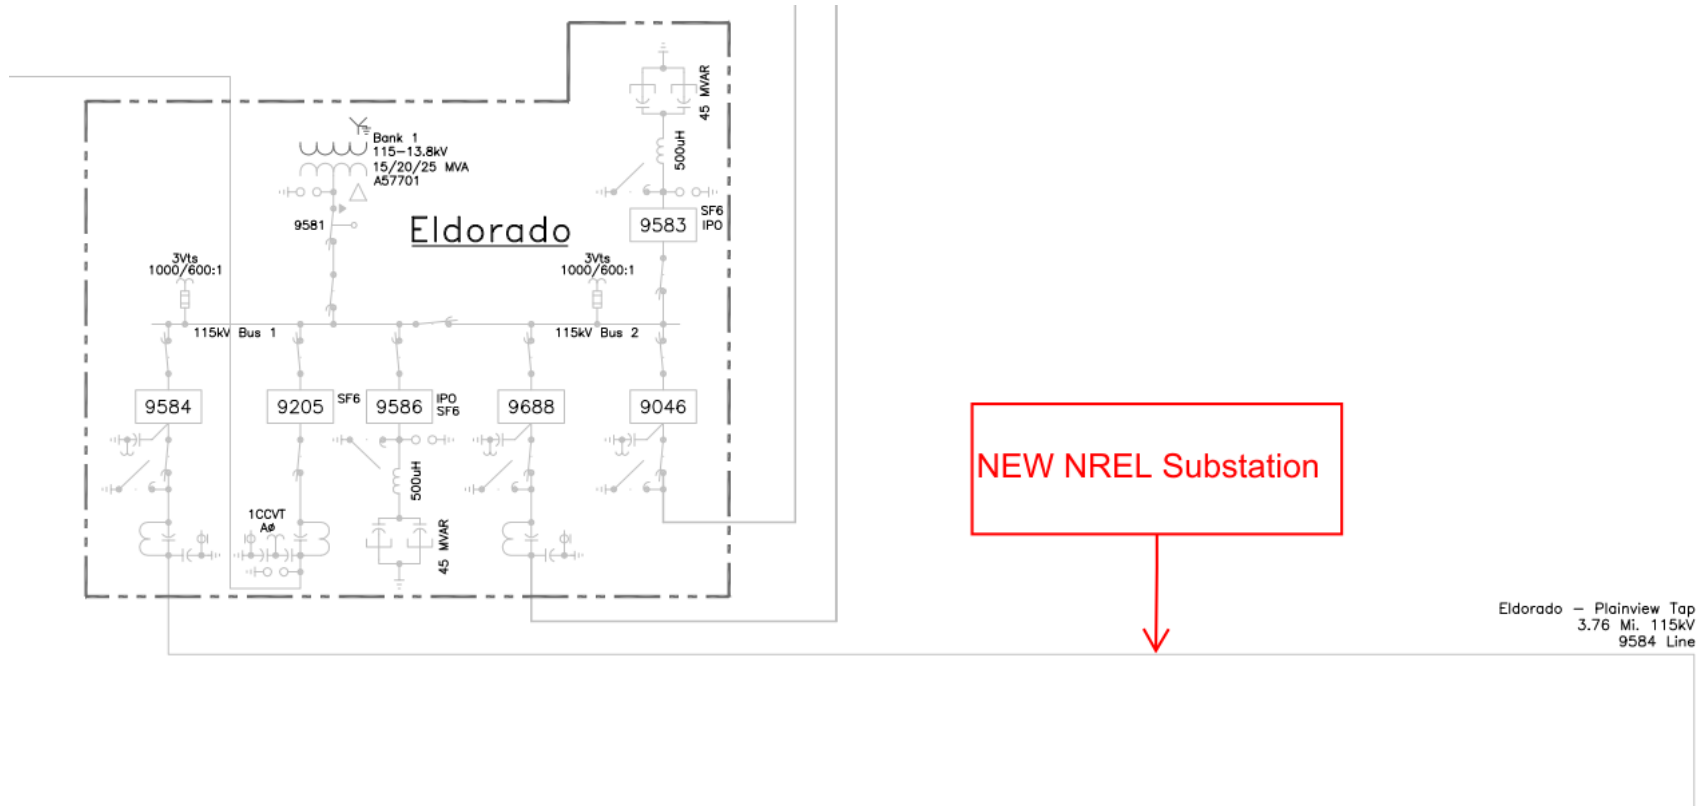 45 MVAR
500uH
Bank 1
115-13.8kV
15/20/25 MVA
A57701
9581
Eldorado
9583
SF6
IPO
3Vts
1000/600:1
3Vts
1000/600:1
115kV Bus 1
115kV Bus 2
9584
9205
SF6
9586
IPO
SF6
9688
9046
500uH
45 MVAR
1CCVT
AØ
NEW NREL Substation
Eldorado - Plainview Tap
3.76 Mi. 115kV
9584 Line